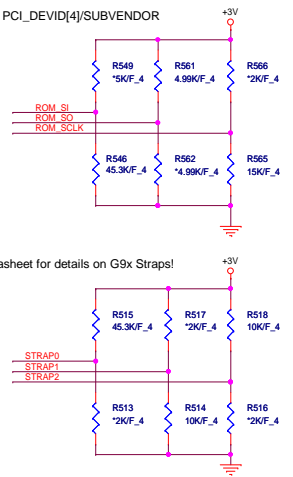 PCI_DEVID[4]/SUBVENDOR
+3V
R549
*5K/F_4
R561
4.99K/F_4
R566
*2K/F_4
ROM_SI
ROM_SO
ROM_SCLK
R546
45.3K/F_4
R562
*4.99K/F_4
R565
15K/F_4
asheet for details on G9x Straps!
+3V
R515
45.3K/F_4
R517
*2K/F_4
R518
10K/F_4
STRAP0
STRAP1
STRAP2
R513
*2K/F_4
R514
10K/F_4
R516
*2K/F_4